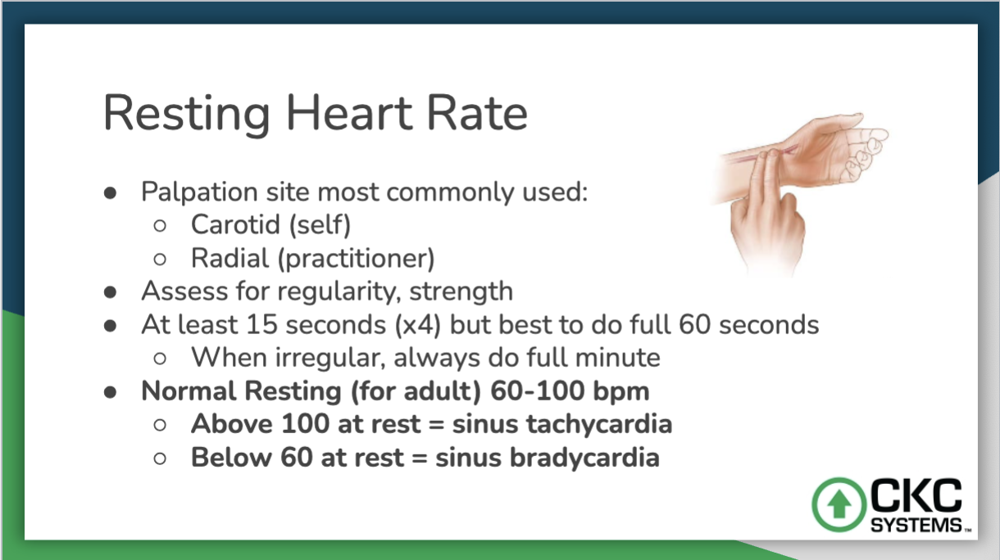 Resting Heart Rate
● Palpation site most commonly used:
○ Carotid (self)
○ Radial (practitioner)
● Assess for regularity, strength
● At least 15 seconds (x4) but best to do full 60 seconds
○ When irregular, always do full minute
● Normal Resting (for adult) 60-100 bpm
○ Above 100 at rest = sinus tachycardia
○ Below 60 at rest = sinus bradycardia
CKC
SYSTEMS™